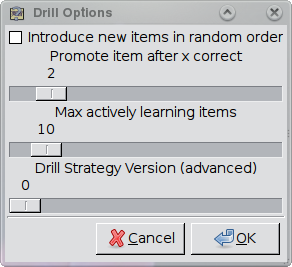 Drill Options
Introduce new items in random order
Promote item after x correct
2
Max actively learning items
10
Drill Strategy Version (advanced)
0
Cancel
OK